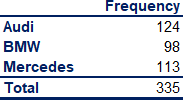 Frequency
Audi 124
BMW 98
Mercedes 113
Total 335